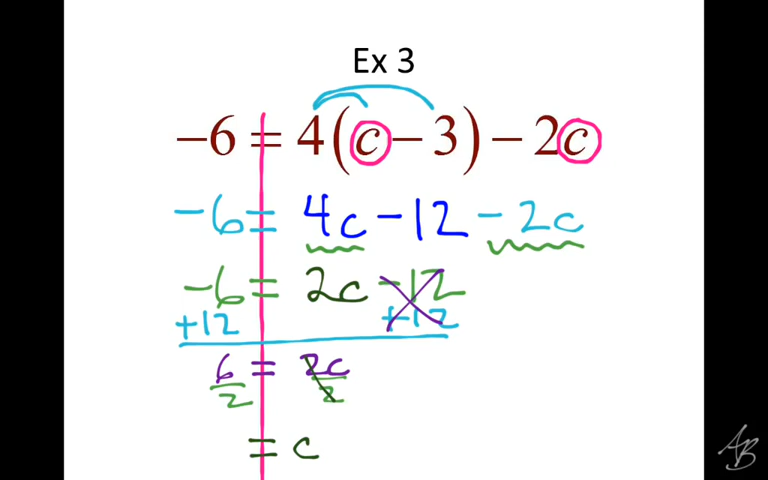 Ex 3
−6 = 4(c − 3) − 2c
−6 = 4c − 12 − 2c
−6 = 2c − 12
+12 +12
6 = 2c
2 2
= c
AB